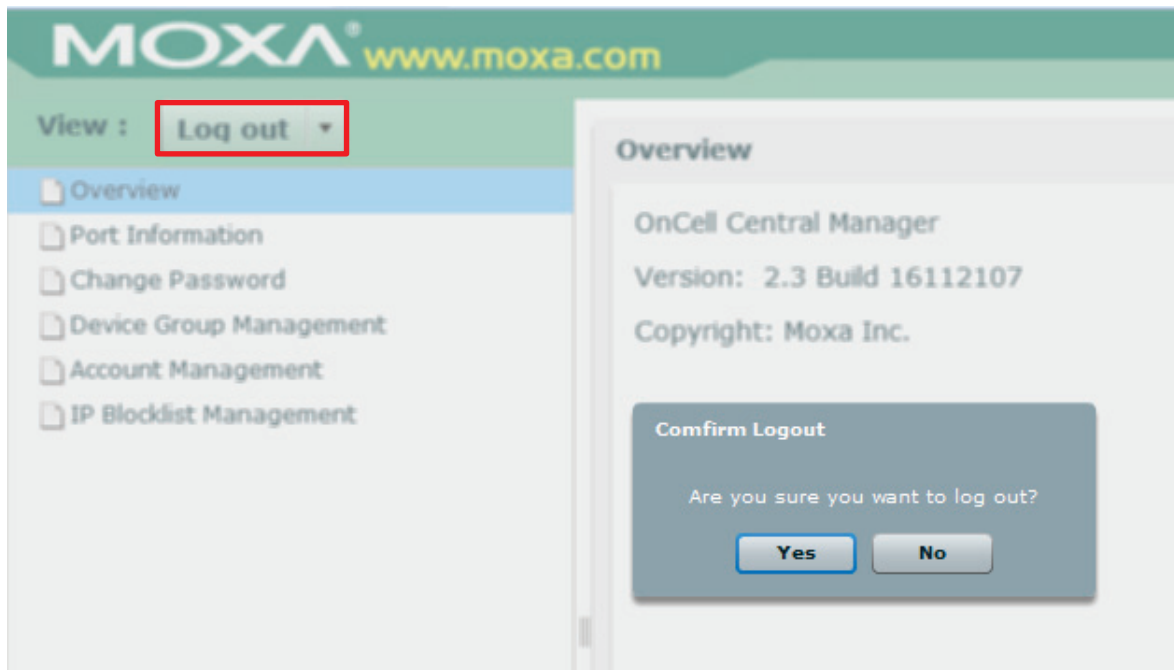 MOXA® www.moxa.com
View : Log out
Overview
Port Information
Change Password
Device Group Management
Account Management
IP Blocklist Management
Overview
OnCell Central Manager
Version: 2.3 Build 16112107
Copyright: Moxa Inc.
Comfirm Logout
Are you sure you want to log out?
Yes No